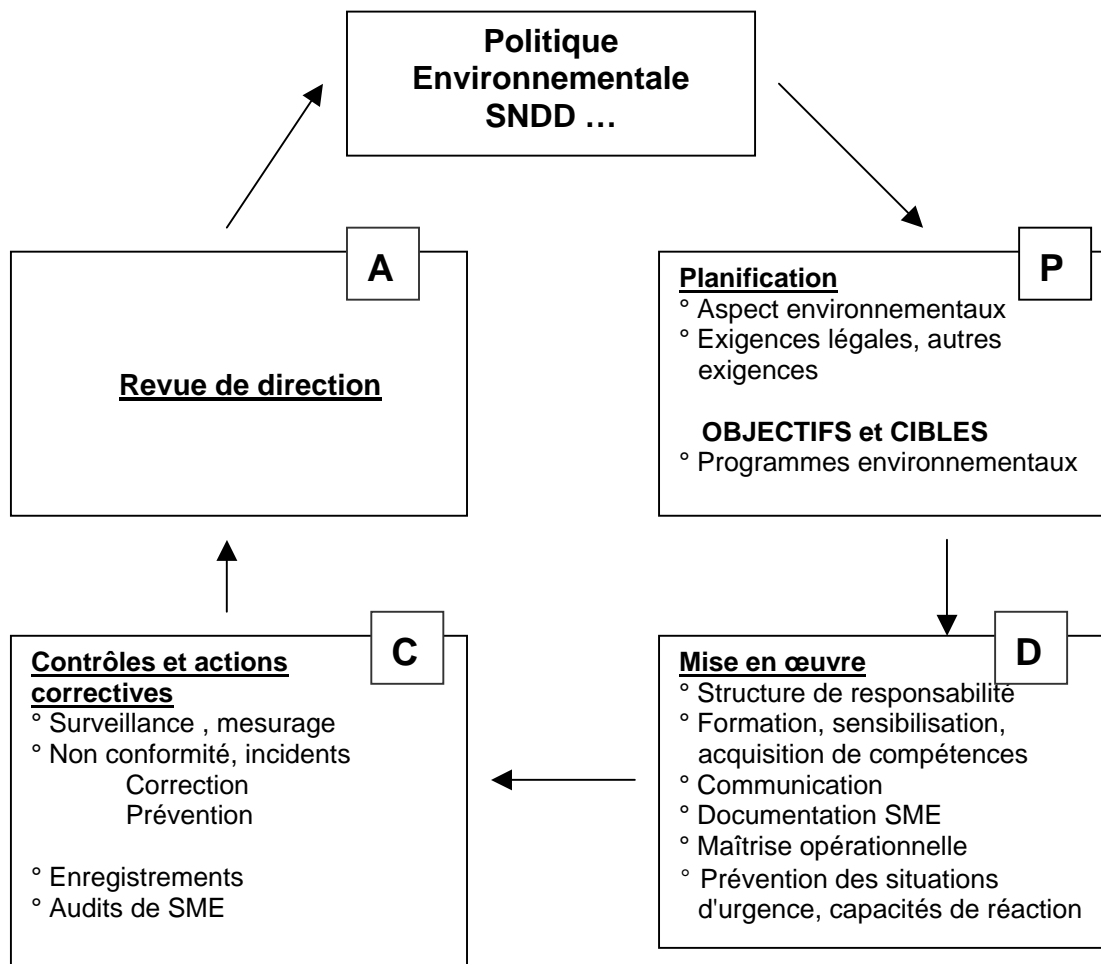 Politique
Environnementale
SNDD …
A
Revue de direction
P
Planification
° Aspect environnementaux
° Exigences légales, autres
exigences
OBJECTIFS et CIBLES
° Programmes environnementaux
C
Contrôles et actions
correctives
° Surveillance , mesurage
° Non conformité, incidents
Correction
Prévention
° Enregistrements
° Audits de SME
D
Mise en œuvre
° Structure de responsabilité
° Formation, sensibilisation,
acquisition de compétences
° Communication
° Documentation SME
° Maîtrise opérationnelle
° Prévention des situations
d'urgence, capacités de réaction